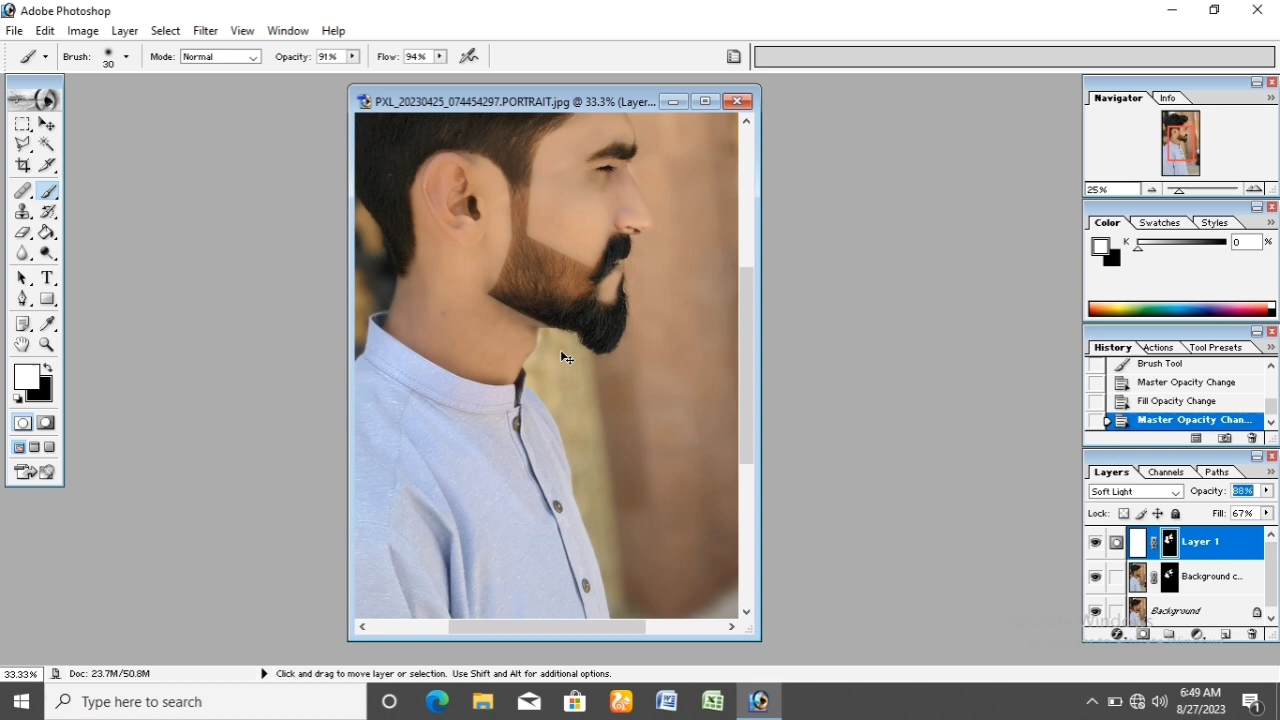 Adobe Photoshop
File Edit Image Layer Select Filter View Window Help
Brush: 30 Mode: Normal Opacity: 91% Flow: 94%
PXL_20230425_074454297.PORTRAIT.jpg @ 33.3% (Layer...
Navigator Info
25%
Color Swatches Styles
K 0 %
History Actions Tool Presets
Brush Tool
Master Opacity Change
Fill Opacity Change
Master Opacity Chan...
Layers Channels Paths
Soft Light Opacity: 88%
Lock: Fill: 67%
Layer 1
Background c...
Background
33.33% Doc: 23.7M/50.8M Click and drag to move layer or selection. Use Shift and Alt for additional options.
Type here to search
6:49 AM
8/27/2023
1